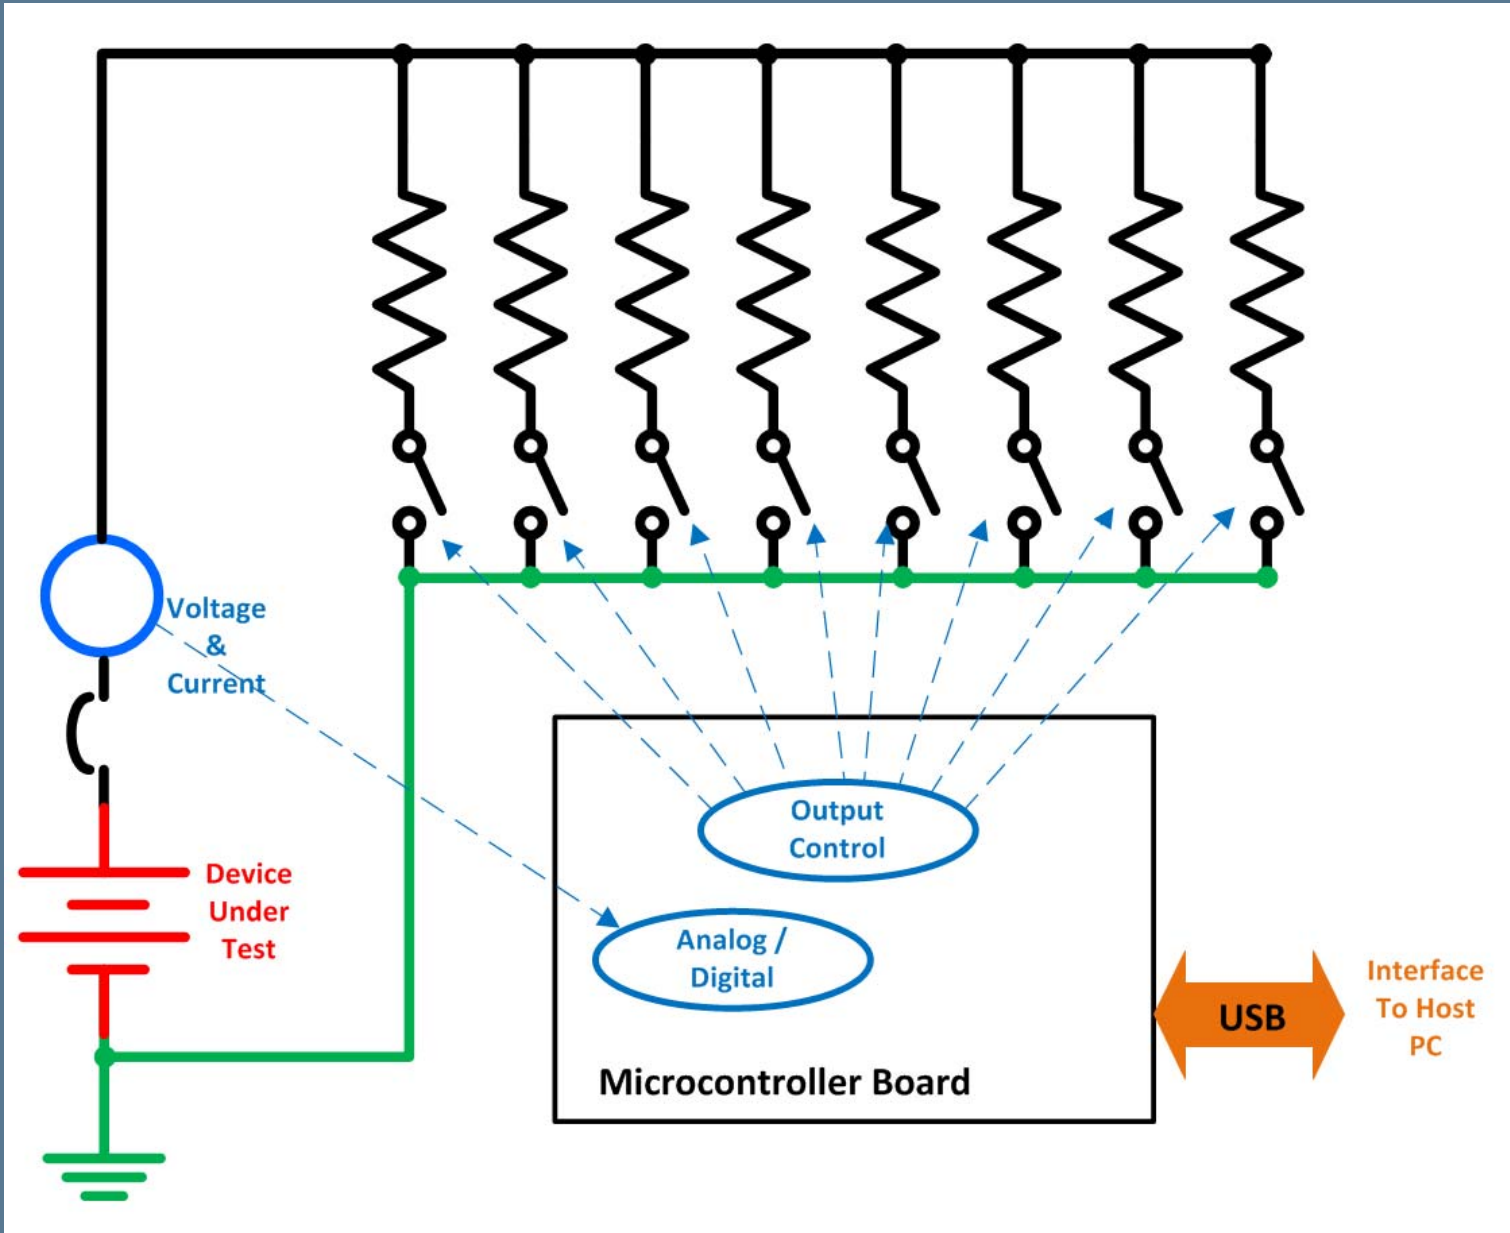 Voltage
&
Current
Device
Under
Test
Output
Control
Analog /
Digital
Microcontroller Board
USB
Interface
To Host
PC